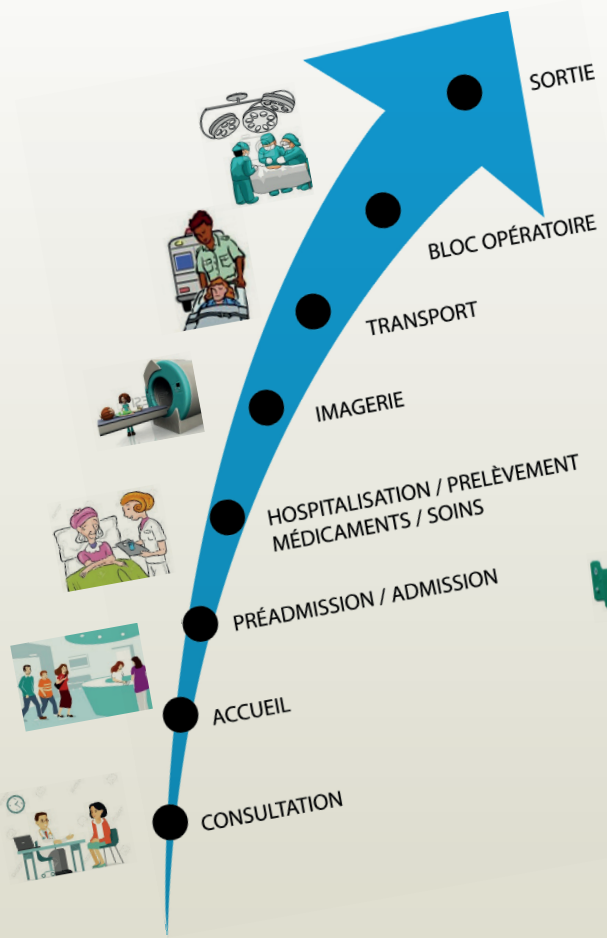 SORTIE
BLOC OPÉRATOIRE
TRANSPORT
IMAGERIE
HOSPITALISATION / PRELÈVEMENT
MÉDICAMENTS / SOINS
PRÉADMISSION / ADMISSION
ACCUEIL
CONSULTATION